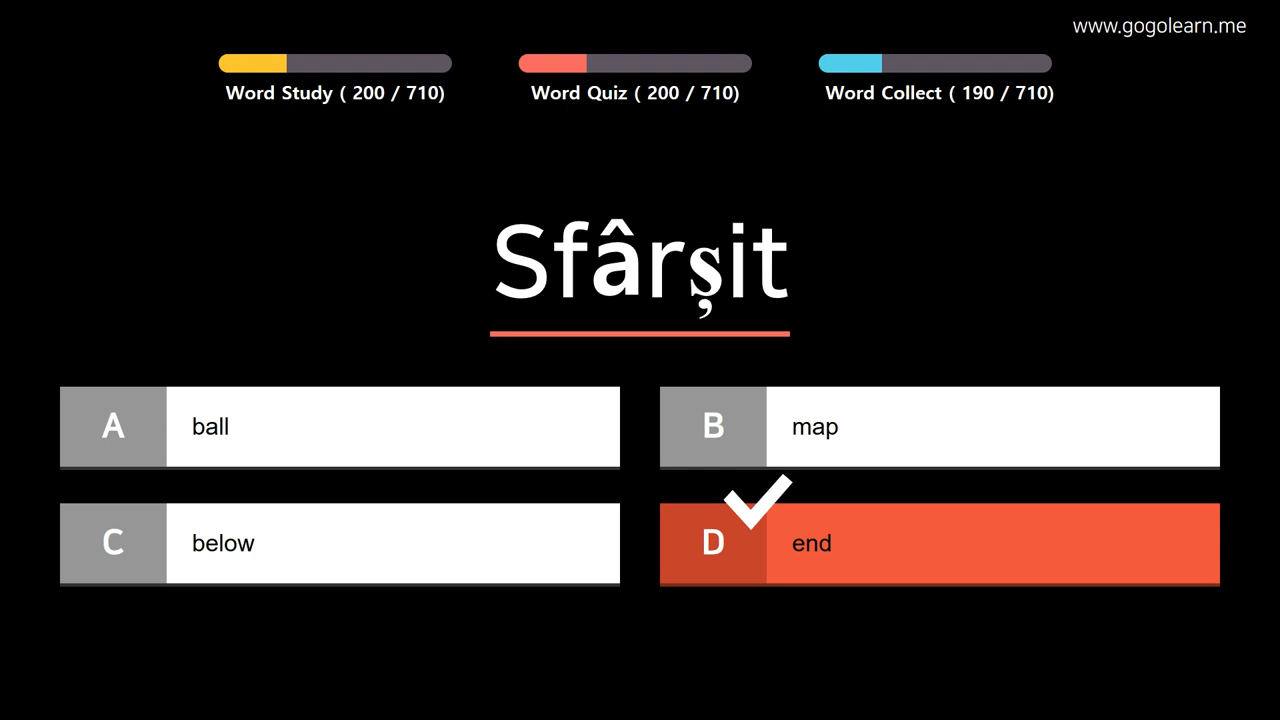 www.gogolearn.me
Word Study ( 200 / 710)
Word Quiz ( 200 / 710)
Word Collect ( 190 / 710)
Sfârșit
A ball
B map
C below
D end